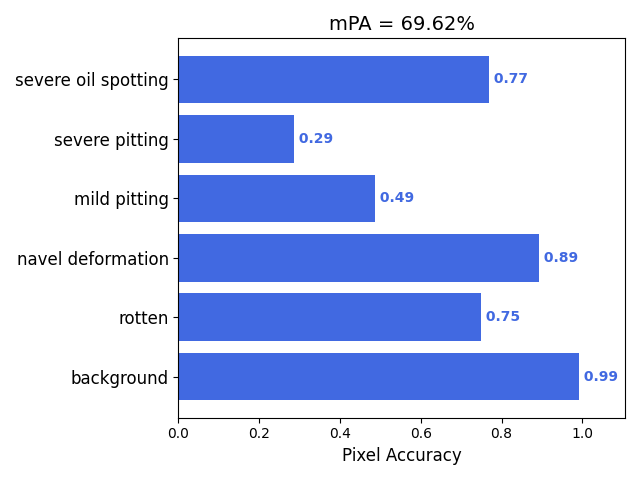 mPA = 69.62%
severe oil spotting 0.77
severe pitting 0.29
mild pitting 0.49
navel deformation 0.89
rotten 0.75
background 0.99
0.0 0.2 0.4 0.6 0.8 1.0
Pixel Accuracy